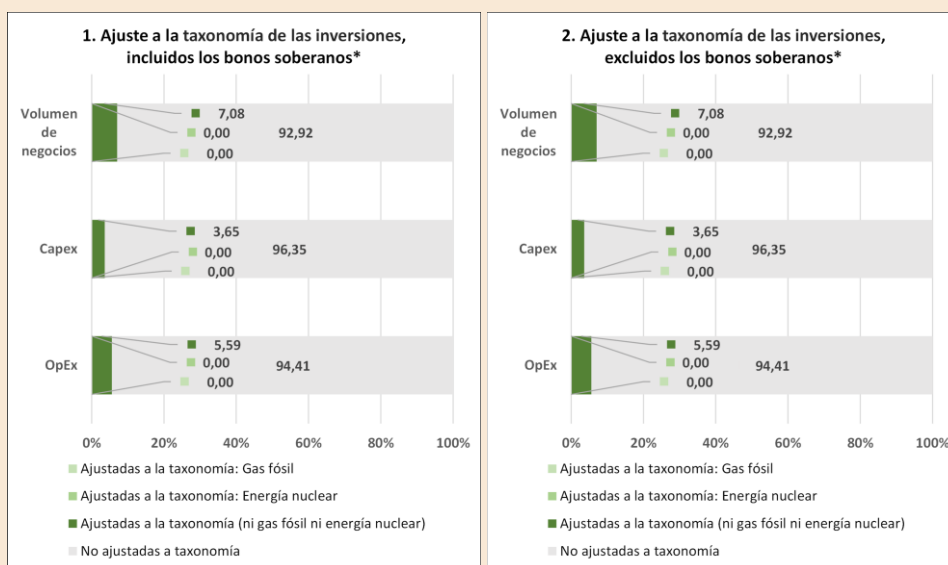 1. Ajuste a la taxonomía de las inversiones,
incluidos los bonos soberanos*
Volumen
de
negocios
7,08
0,00
92,92
0,00
Capex
3,65
0,00
96,35
0,00
OpEx
5,59
0,00
94,41
0,00
0% 20% 40% 60% 80% 100%
Ajustadas a la taxonomía: Gas fósil
Ajustadas a la taxonomía: Energía nuclear
Ajustadas a la taxonomía (ni gas fósil ni energía nuclear)
No ajustadas a taxonomía
2. Ajuste a la taxonomía de las inversiones,
excluidos los bonos soberanos*
Volumen
de
negocios
7,08
0,00
92,92
0,00
Capex
3,65
0,00
96,35
0,00
OpEx
5,59
0,00
94,41
0,00
0% 20% 40% 60% 80% 100%
Ajustadas a la taxonomía: Gas fósil
Ajustadas a la taxonomía: Energía nuclear
Ajustadas a la taxonomía (ni gas fósil ni energía nuclear)
No ajustadas a taxonomía